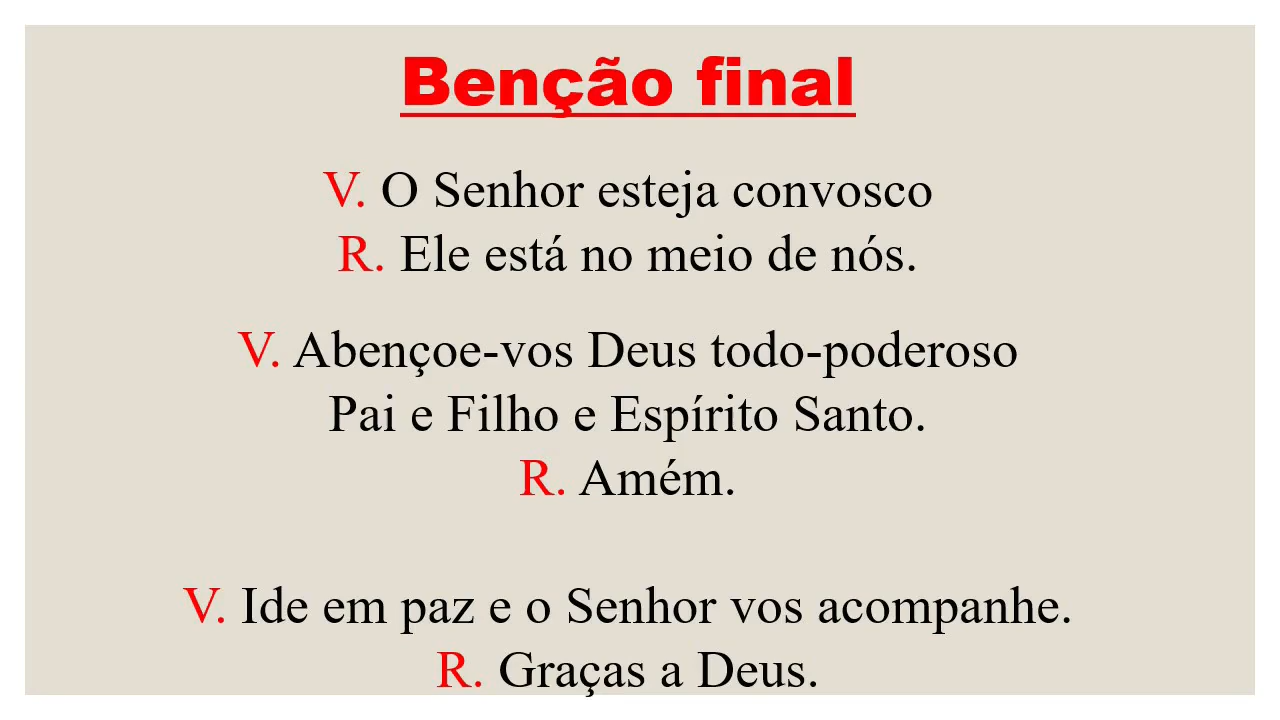 Benção final
V. O Senhor esteja convosco
R. Ele está no meio de nós.
V. Abençoe-vos Deus todo-poderoso
Pai e Filho e Espírito Santo.
R. Amém.
V. Ide em paz e o Senhor vos acompanhe.
R. Graças a Deus.